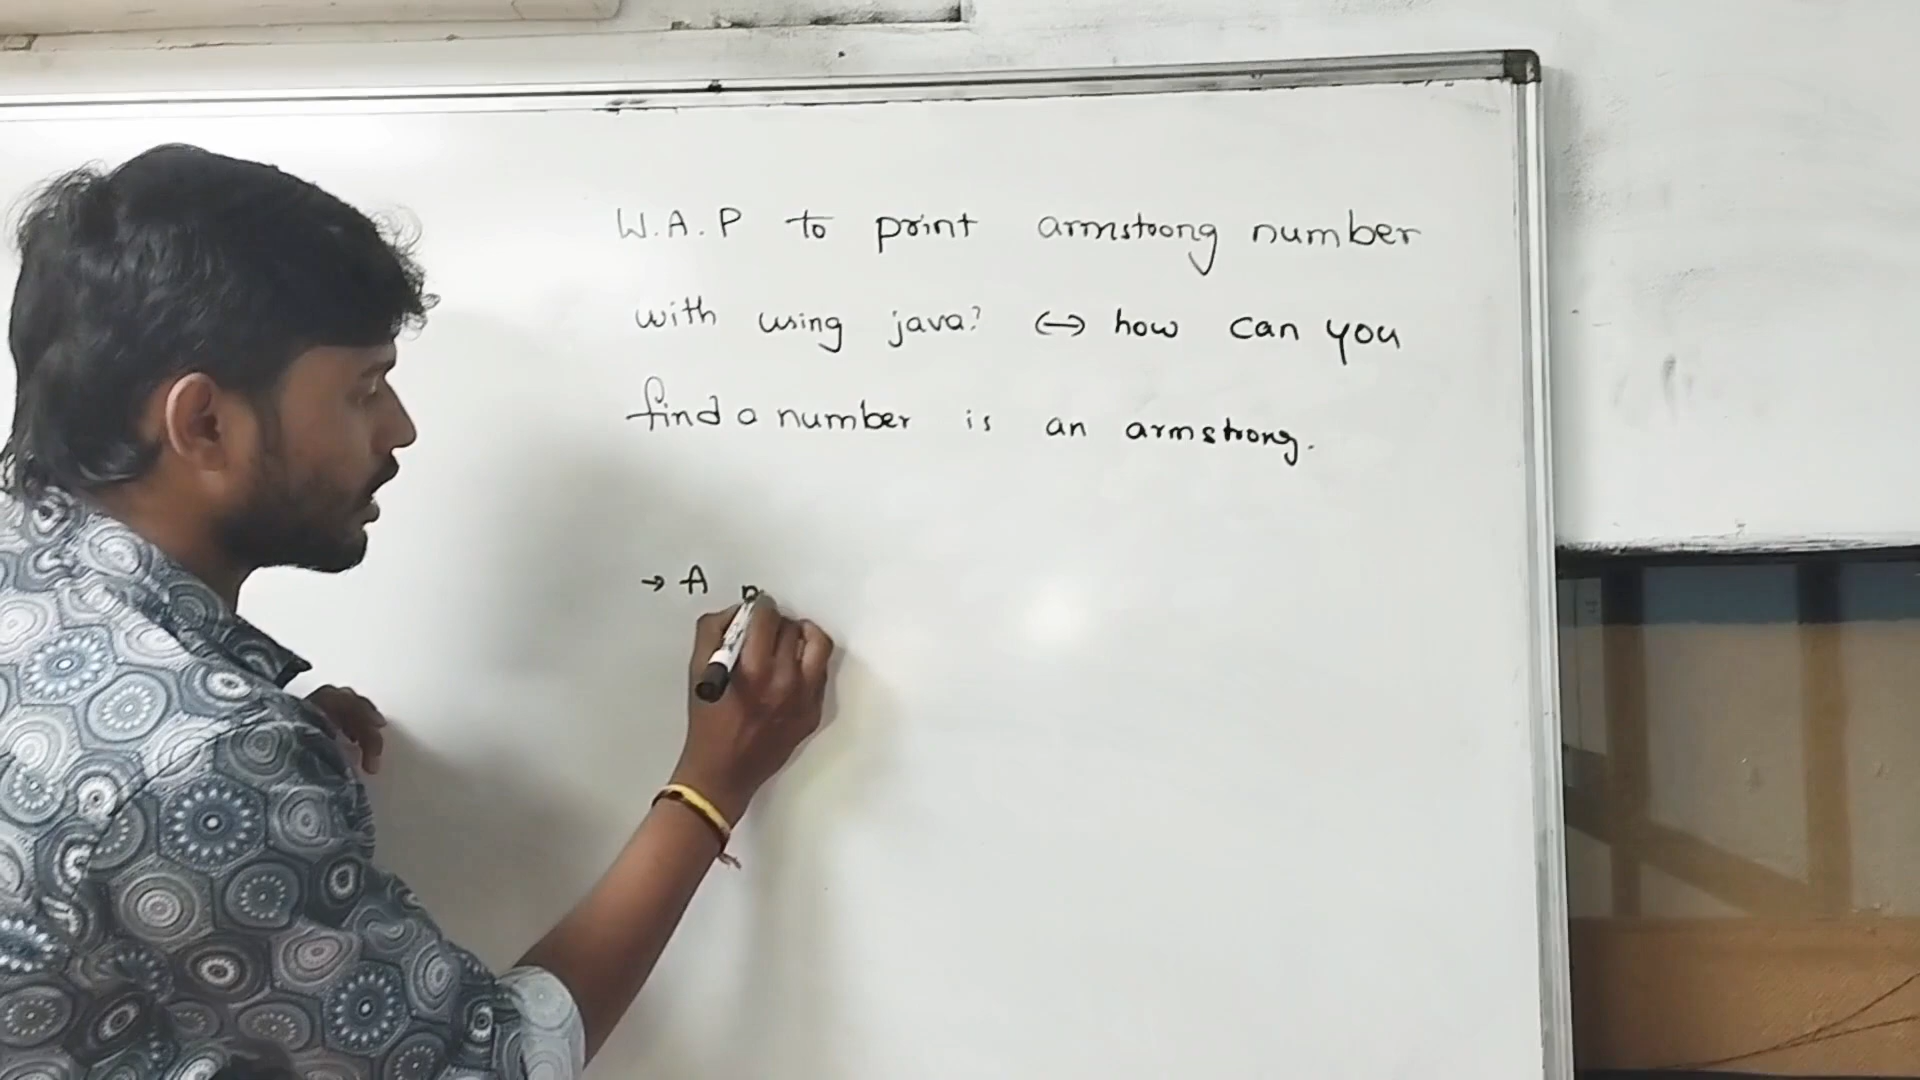 W.A.P to print armstrong number
with using java? ↔ how can you
find a number is an armstrong.
→ A n